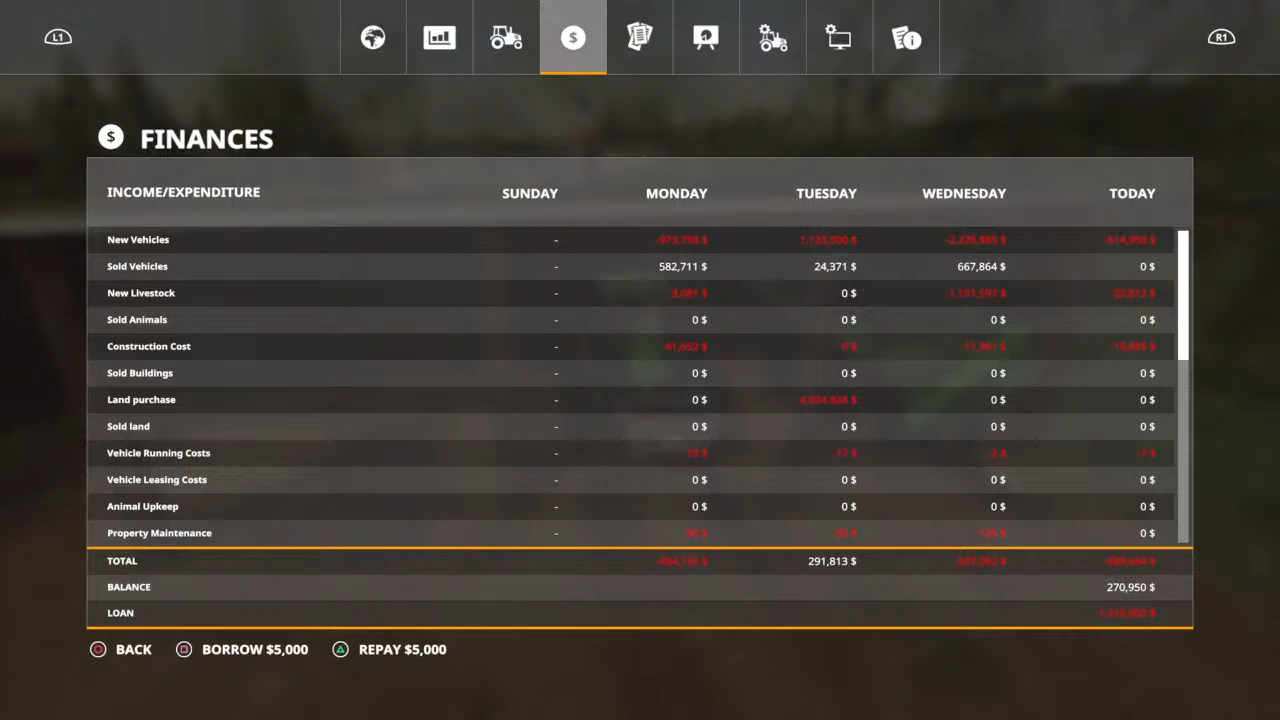 L1
$
R1
$ FINANCES
INCOME/EXPENDITURE SUNDAY MONDAY TUESDAY WEDNESDAY TODAY
New Vehicles -
Sold Vehicles - 582,711 $ 24,371 $ 667,864 $ 0 $
New Livestock - 0 $
Sold Animals - 0 $ 0 $ 0 $ 0 $
Construction Cost - -41,652 $ 0 $
Sold Buildings - 0 $ 0 $ 0 $ 0 $
Land purchase - 0 $ 0 $ 0 $
Sold land - 0 $ 0 $ 0 $ 0 $
Vehicle Running Costs -
Vehicle Leasing Costs - 0 $ 0 $ 0 $ 0 $
Animal Upkeep - 0 $ 0 $ 0 $ 0 $
Property Maintenance - 0 $
TOTAL 291,813 $
BALANCE 270,950 $
LOAN
BACK BORROW $5,000 REPAY $5,000